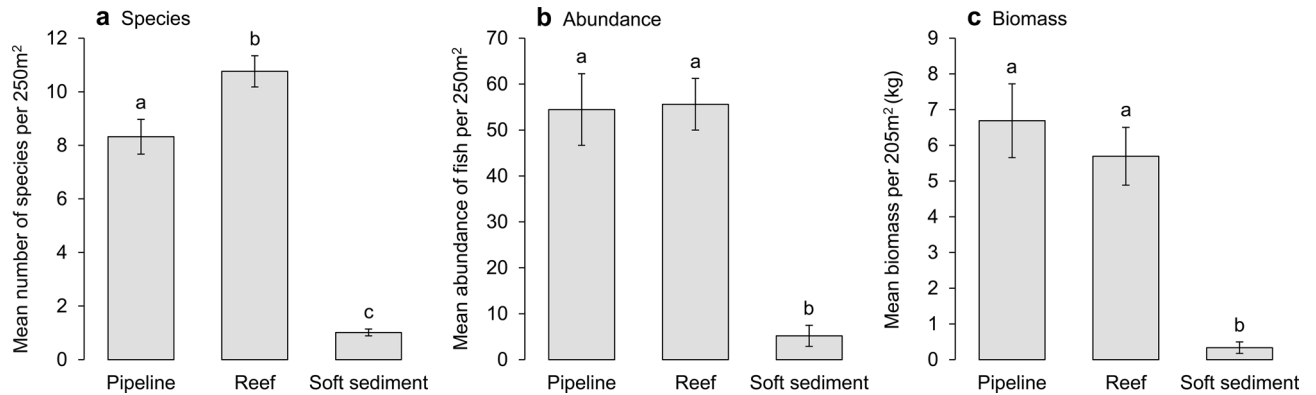 a Species
Mean number of species per 250m²
12
10
8
6
4
2
0
a
b
c
Pipeline
Reef
Soft sediment
b Abundance
Mean abundance of fish per 250m²
70
60
50
40
30
20
10
0
a
a
b
Pipeline
Reef
Soft sediment
c Biomass
Mean biomass per 205m² (kg)
9
8
7
6
5
4
3
2
1
0
a
a
b
Pipeline
Reef
Soft sediment